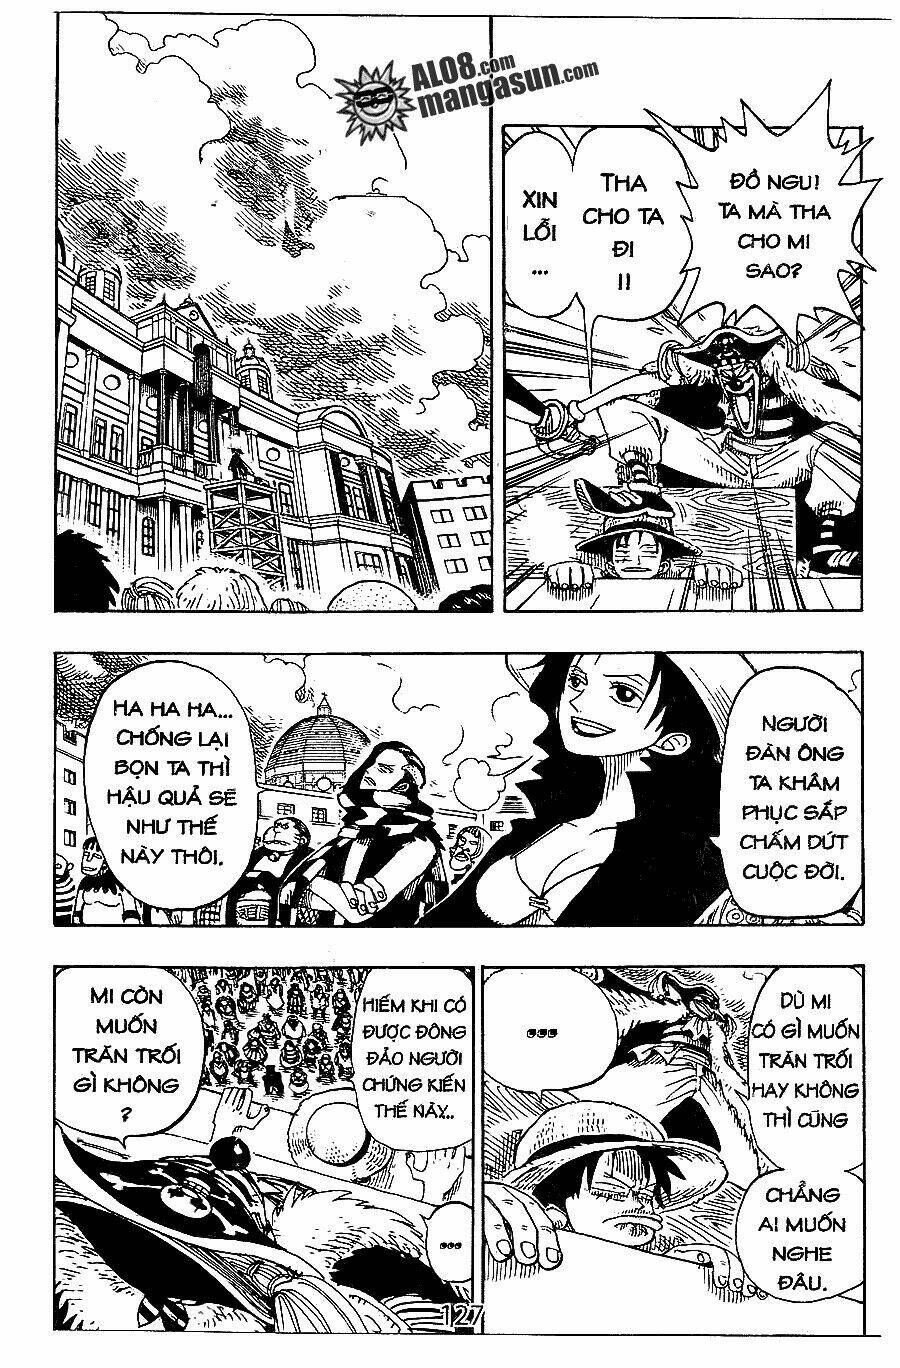 AL08.com
mangasun.com
ĐỒ NGU!
TA MÀ THA
CHO MI
SAO?
THA
CHO TA
ĐI
!!
XIN
LỖI
...
NGƯỜI
ĐÀN ÔNG
TA KHÂM
PHỤC SẮP
CHẤM DỨT
CUỘC ĐỜI.
HA HA HA...
CHỐNG LẠI
BỌN TA THÌ
HẬU QUẢ SẼ
NHƯ THẾ
NÀY THÔI.
DÙ MI
CÓ GÌ MUỐN
TRĂN TRỐI
HAY KHÔNG
THÌ CŨNG
CHẲNG
AI MUỐN
NGHE
ĐÂU.
...
HIẾM KHI CÓ
ĐƯỢC ĐÔNG
ĐẢO NGƯỜI
CHỨNG KIẾN
THẾ NÀY..
MI CÒN
MUỐN
TRĂN TRỐI
GÌ KHÔNG
?
...
127